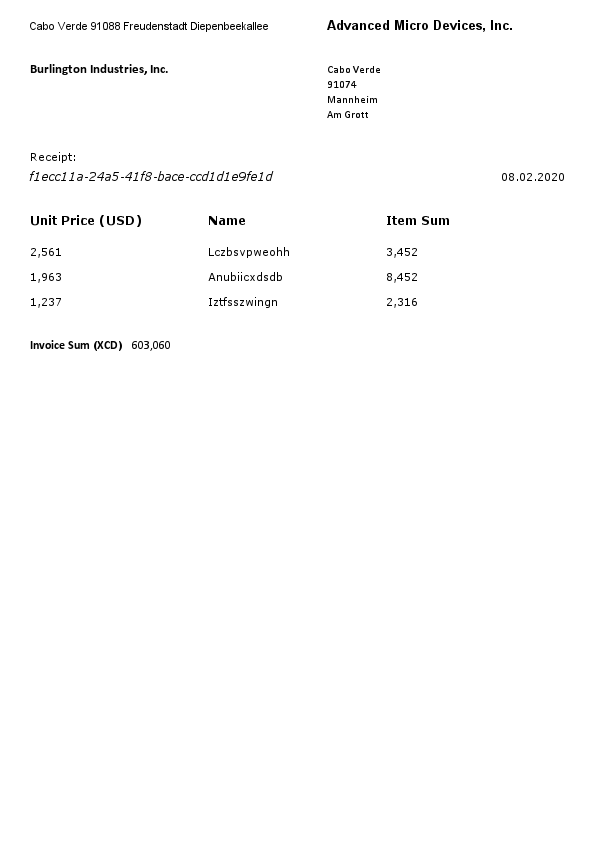 Cabo Verde 91088 Freudenstadt Diepenbeekallee
Advanced Micro Devices, Inc.
Burlington Industries, Inc.
Cabo Verde
91074
Mannheim
Am Grott
Receipt:
f1ecc11a-24a5-41f8-bace-ccd1d1e9fe1d 08.02.2020
Unit Price (USD) Name Item Sum
2,561 Lczbsvpweohh 3,452
1,963 Anubiicxdsdb 8,452
1,237 Iztfsszwingn 2,316
Invoice Sum (XCD) 603,060